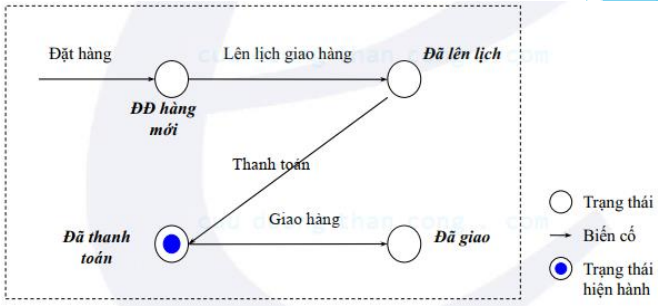 Đặt hàng
Lên lịch giao hàng
Đã lên lịch
ĐĐ hàng
mới
Thanh toán
Giao hàng
Đã thanh
toán
Đã giao
Trạng thái
Biến cố
Trạng thái
hiện hành